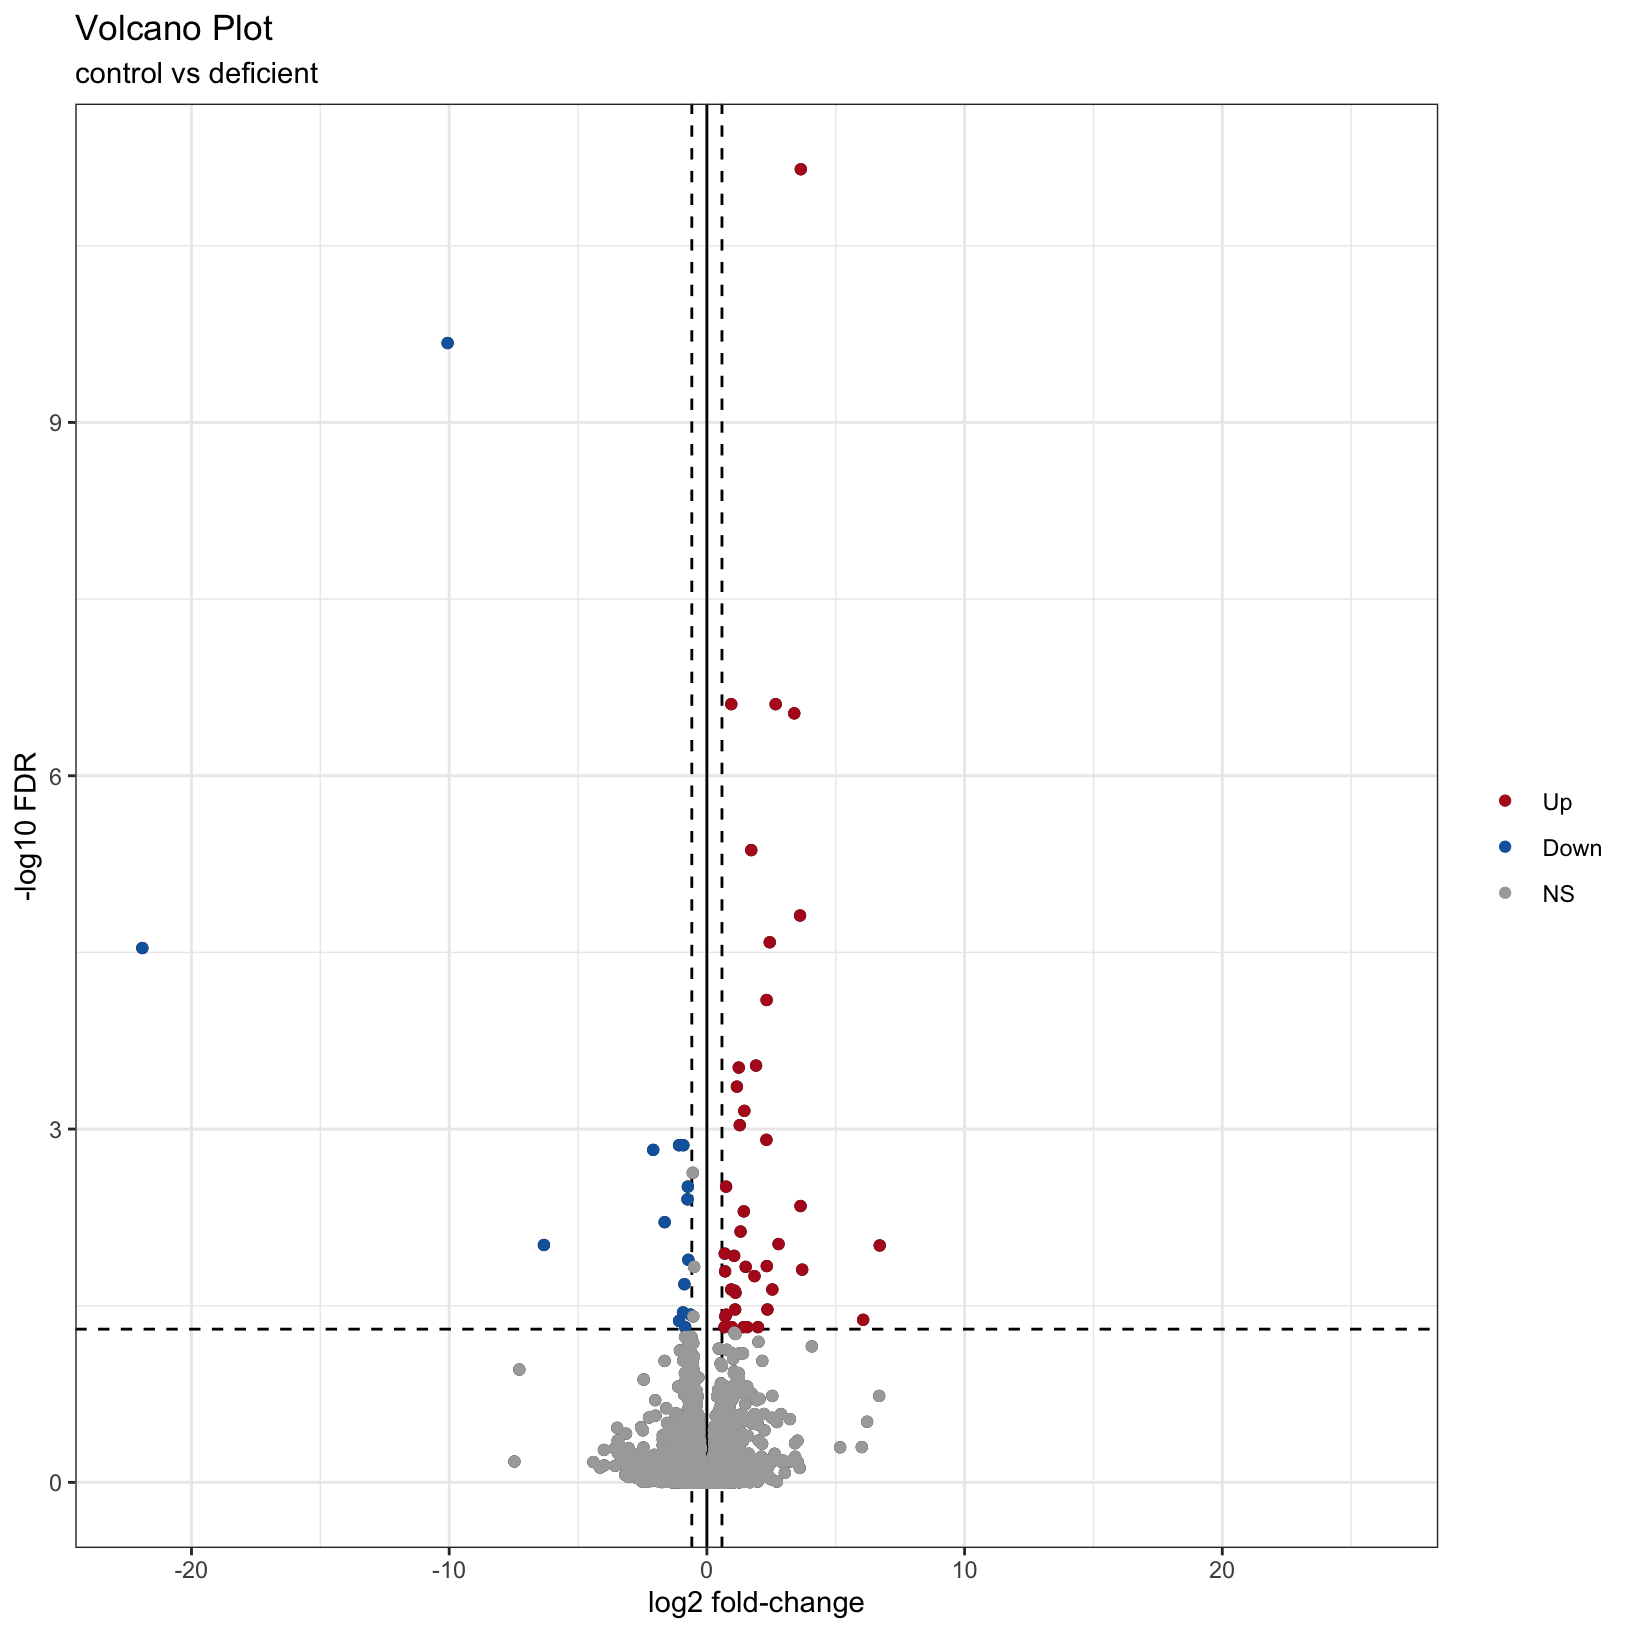 Volcano Plot
control vs deficient
-log10 FDR
9
6
3
0
-20
-10
0
10
20
log2 fold-change
Up
Down
NS